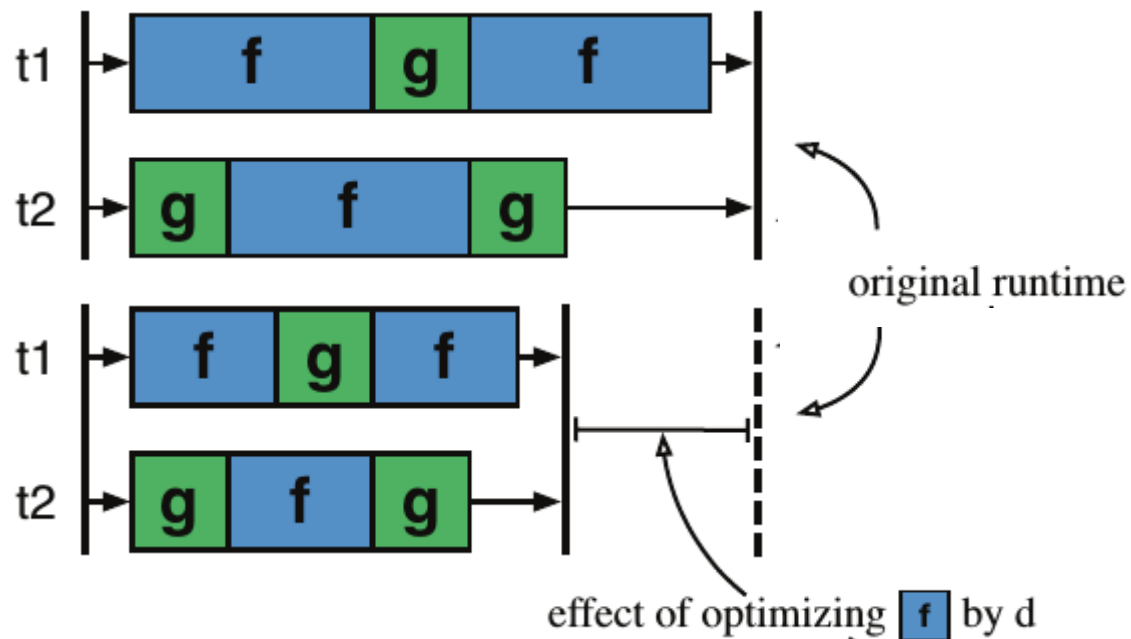 t1 f g f
t2 g f g
original runtime
t1 f g f
t2 g f g
effect of optimizing f by d